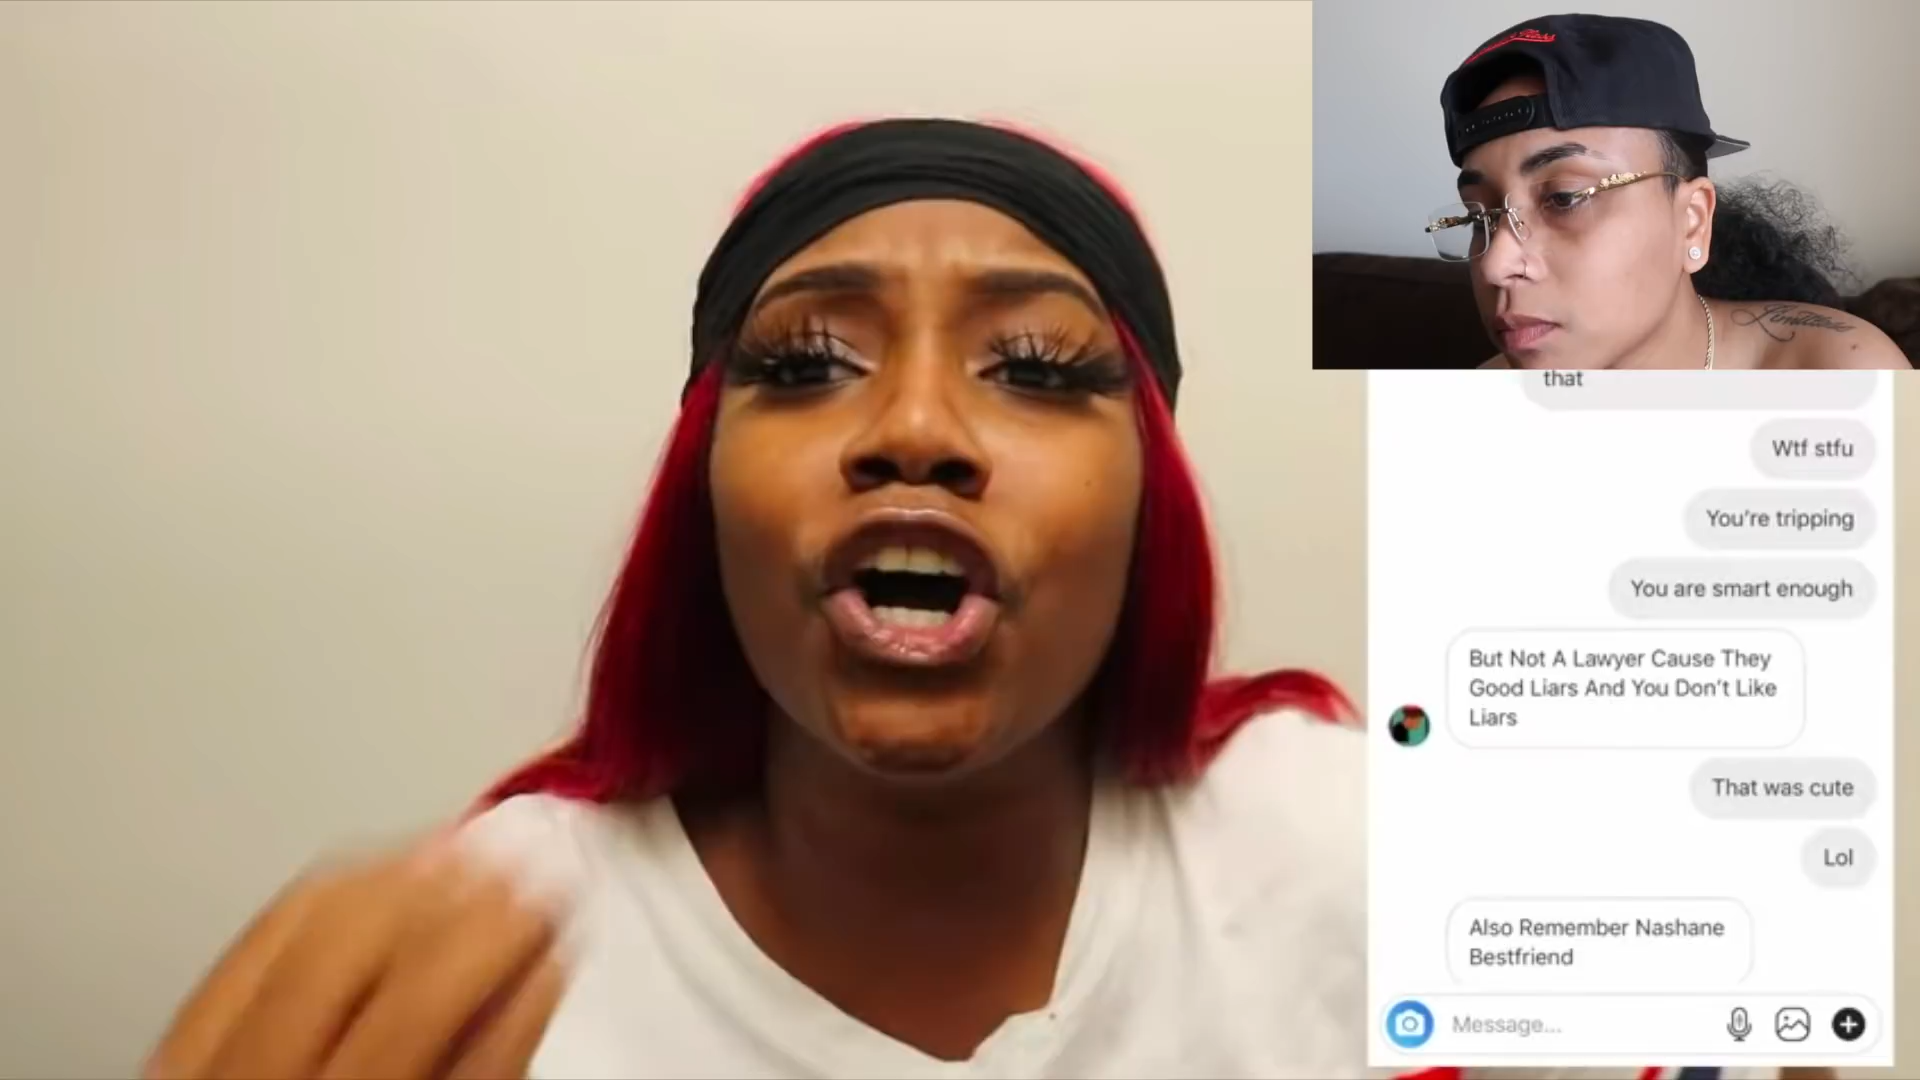 Limitless
that
Wtf stfu
You're tripping
You are smart enough
But Not A Lawyer Cause They
Good Liars And You Don't Like
Liars
That was cute
Lol
Also Remember Nashane
Bestfriend
Message...